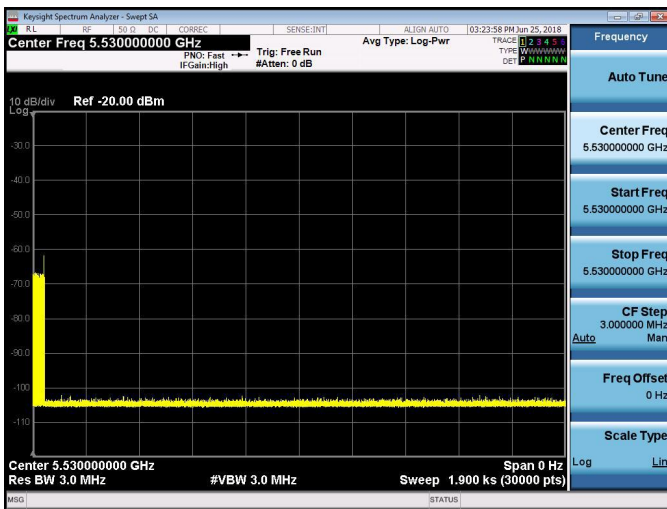 Keysight Spectrum Analyzer - Swept SA
LXI RL RF 50 Ω DC CORREC SENSE:INT ALIGN AUTO 03:23:58 PM Jun 25, 2018
Center Freq 5.530000000 GHz
PNO: Fast
IFGain:High
Trig: Free Run
#Atten: 0 dB
Avg Type: Log-Pwr
TRACE 1 2 3 4 5 6
TYPE WWWWWW
DET P N N N N N
10 dB/div
Log
Ref -20.00 dBm
-30.0
-40.0
-50.0
-60.0
-70.0
-80.0
-90.0
-100
-110
Center 5.530000000 GHz
Span 0 Hz
Res BW 3.0 MHz
#VBW 3.0 MHz
Sweep 1.900 ks (30000 pts)
MSG
STATUS
Frequency
Auto Tune
Center Freq
5.530000000 GHz
Start Freq
5.530000000 GHz
Stop Freq
5.530000000 GHz
CF Step
3.000000 MHz
Auto Man
Freq Offset
0 Hz
Scale Type
Log Lin